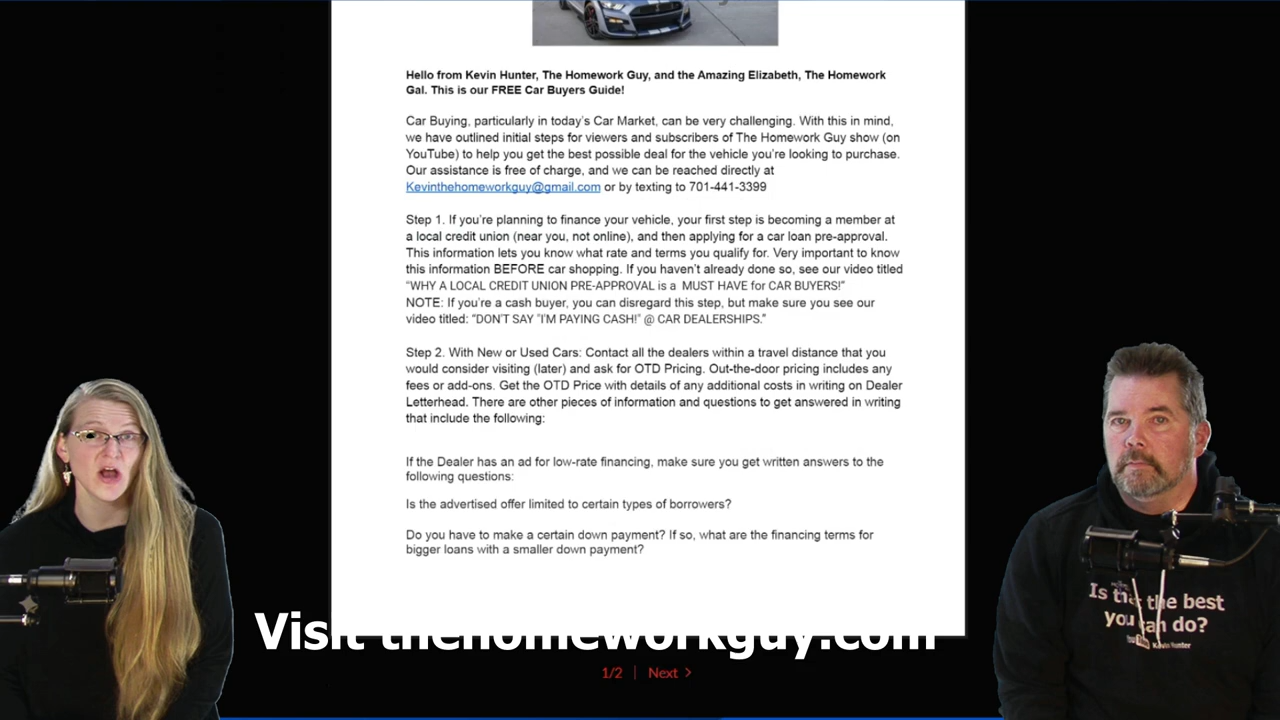 Hello from Kevin Hunter, The Homework Guy, and the Amazing Elizabeth, The Homework
Gal. This is our FREE Car Buyers Guide!
Car Buying, particularly in today's Car Market, can be very challenging. With this in mind,
we have outlined initial steps for viewers and subscribers of The Homework Guy show (on
YouTube) to help you get the best possible deal for the vehicle you're looking to purchase.
Our assistance is free of charge, and we can be reached directly at
Kevinthehomeworkguy@gmail.com or by texting to 701-441-3399
Step 1. If you're planning to finance your vehicle, your first step is becoming a member at
a local credit union (near you, not online), and then applying for a car loan pre-approval.
This information lets you know what rate and terms you qualify for. Very important to know
this information BEFORE car shopping. If you haven't already done so, see our video titled
"WHY A LOCAL CREDIT UNION PRE-APPROVAL is a MUST HAVE for CAR BUYERS!"
NOTE: If you're a cash buyer, you can disregard this step, but make sure you see our
video titled: "DON'T SAY "I'M PAYING CASH!" @ CAR DEALERSHIPS."
Step 2. With New or Used Cars: Contact all the dealers within a travel distance that you
would consider visiting (later) and ask for OTD Pricing. Out-the-door pricing includes any
fees or add-ons. Get the OTD Price with details of any additional costs in writing on Dealer
Letterhead. There are other pieces of information and questions to get answered in writing
that include the following:
If the Dealer has an ad for low-rate financing, make sure you get written answers to the
following questions:
Is the advertised offer limited to certain types of borrowers?
Do you have to make a certain down payment? If so, what are the financing terms for
bigger loans with a smaller down payment?
Visit thehomeworkguy.com
1/2 | Next >
Is the best
you can do?
Kevin Hunter